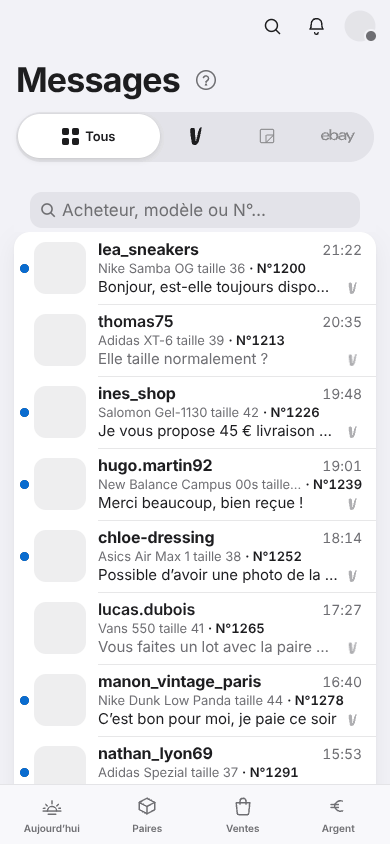 Messages ?
Tous
ebay
Acheteur, modèle ou N°...
lea_sneakers 21:22
Nike Samba OG taille 36 · N°1200
Bonjour, est-elle toujours dispo...
thomas75 20:35
Adidas XT-6 taille 39 · N°1213
Elle taille normalement ?
ines_shop 19:48
Salomon Gel-1130 taille 42 · N°1226
Je vous propose 45 € livraison ...
hugo.martin92 19:01
New Balance Campus 00s taille... · N°1239
Merci beaucoup, bien reçue !
chloe-dressing 18:14
Asics Air Max 1 taille 38 · N°1252
Possible d’avoir une photo de la ...
lucas.dubois 17:27
Vans 550 taille 41 · N°1265
Vous faites un lot avec la paire ...
manon_vintage_paris 16:40
Nike Dunk Low Panda taille 44 · N°1278
C’est bon pour moi, je paie ce soir
nathan_lyon69 15:53
Adidas Spezial taille 37 · N°1291
Aujourd’hui Paires Ventes Argent